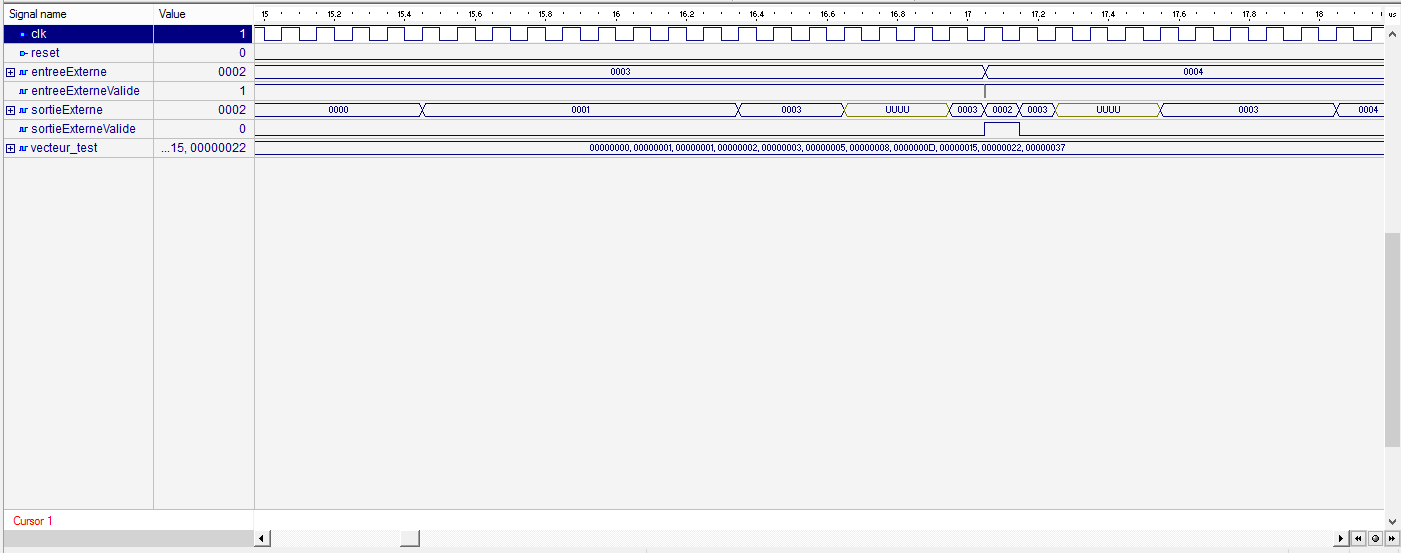 Signal name Value 15 15.2 15.4 15.6 15.8 16 16.2 16.4 16.6 16.8 17 17.2 17.4 17.6 17.8 18 us
clk 1
reset 0
entreeExterne 0002 0003 0004
entreeExterneValide 1
sortieExterne 0002 0000 0001 0003 UUUU 0003 0002 0003 UUUU 0003 0004
sortieExterneValide 0
vecteur_test ...15, 00000022 00000000, 00000001, 00000001, 00000002, 00000003, 00000005, 00000008, 0000000D, 00000015, 00000022, 00000037
Cursor 1